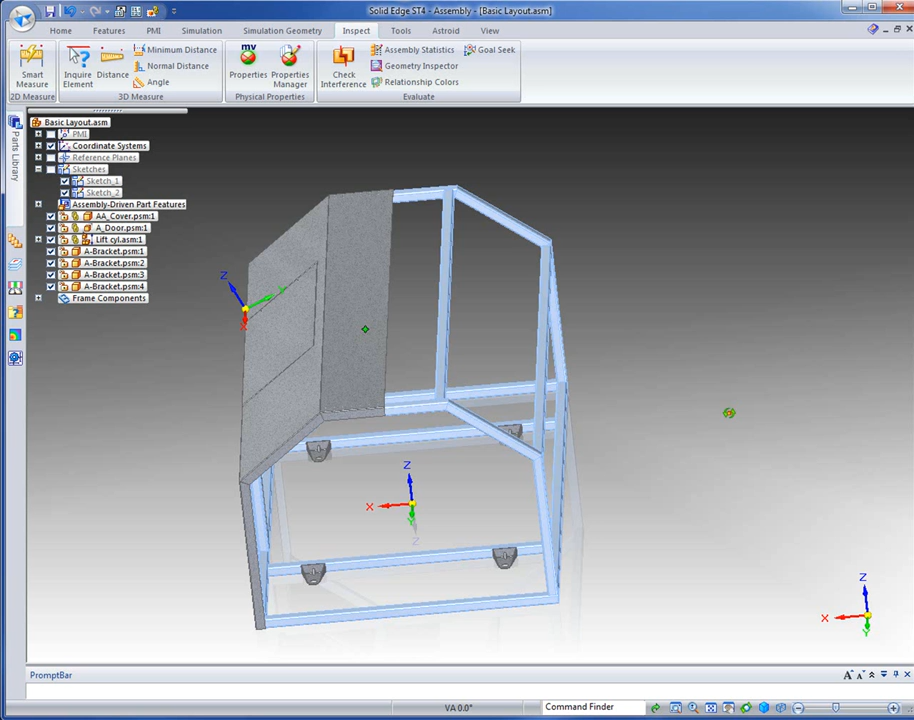 Solid Edge ST4 - Assembly - [Basic Layout.asm]
Home Features PMI Simulation Simulation Geometry Inspect Tools Astroid View
Smart Measure
2D Measure
Inquire Element
Distance
Minimum Distance
Normal Distance
Angle
3D Measure
mv
Properties
mv
Properties Manager
Physical Properties
Check Interference
Assembly Statistics
Geometry Inspector
Relationship Colors
Goal Seek
Evaluate
Parts Library
Basic Layout.asm
PMI
Coordinate Systems
Reference Planes
Sketches
Sketch_1
Sketch_2
Assembly-Driven Part Features
AA_Cover.psm:1
A_Door.psm:1
Lift cyl.asm:1
A-Bracket.psm:1
A-Bracket.psm:2
A-Bracket.psm:3
A-Bracket.psm:4
Frame Components
Z
Y
X
Z
X
Y
Z
Z
X
Y
PromptBar
A A
VA 0.0°
Command Finder